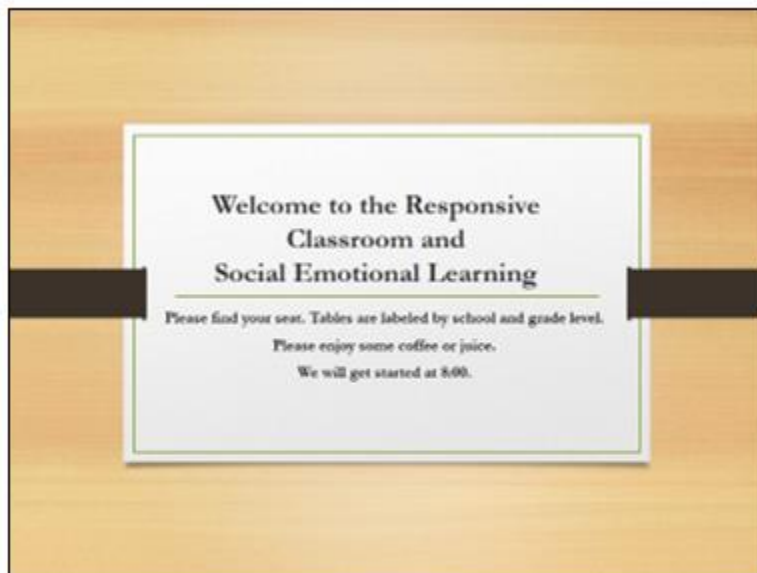 Welcome to the Responsive
Classroom and
Social Emotional Learning
Please find your seat. Tables are labeled by school and grade level.
Please enjoy some coffee or juice.
We will get started at 8:00.